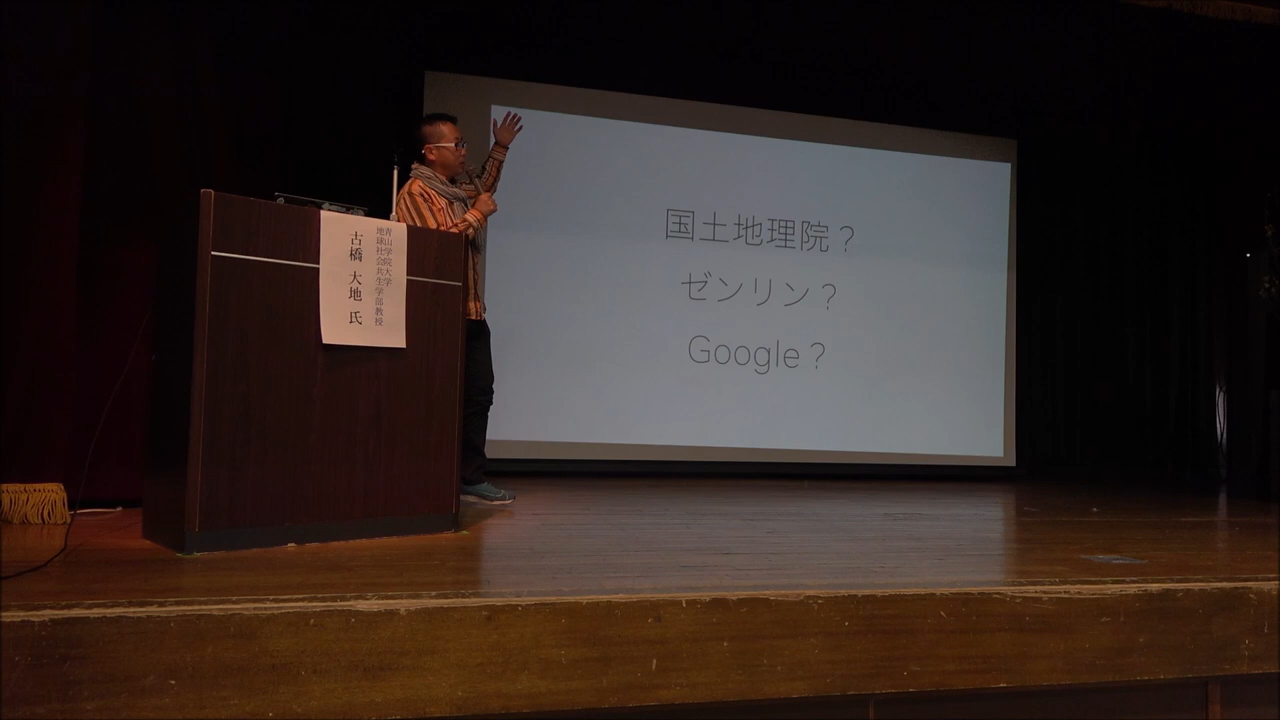 青山学院大学
地球社会共生学部教授
古橋 大地 氏
国土地理院？
ゼンリン？
Google？